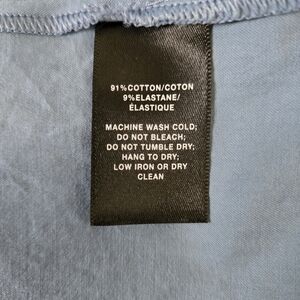 91%COTTON/COTON
9%ELASTANE/
ÉLASTIQUE
MACHINE WASH COLD;
DO NOT BLEACH;
DO NOT TUMBLE DRY;
HANG TO DRY;
LOW IRON OR DRY
CLEAN